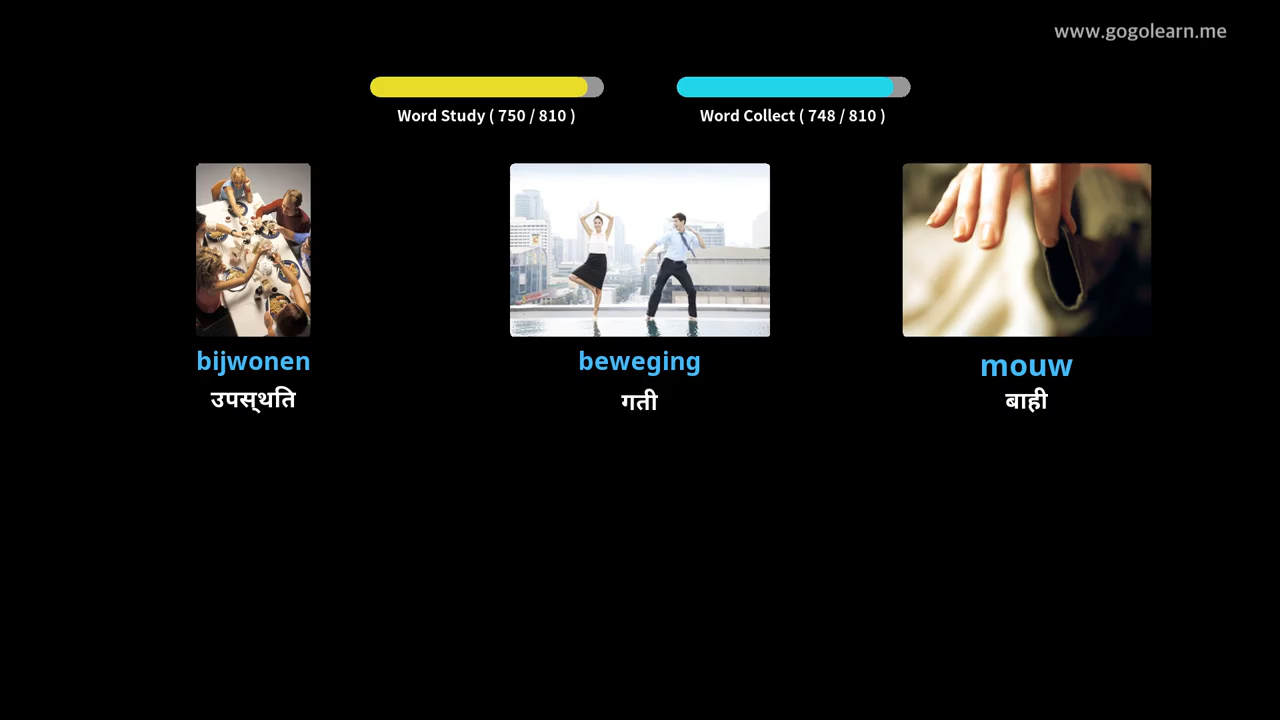 www.gogolearn.me
Word Study ( 750 / 810 )
Word Collect ( 748 / 810 )
bijwonen
beweging
mouw
उपस्थिति
गती
बाही